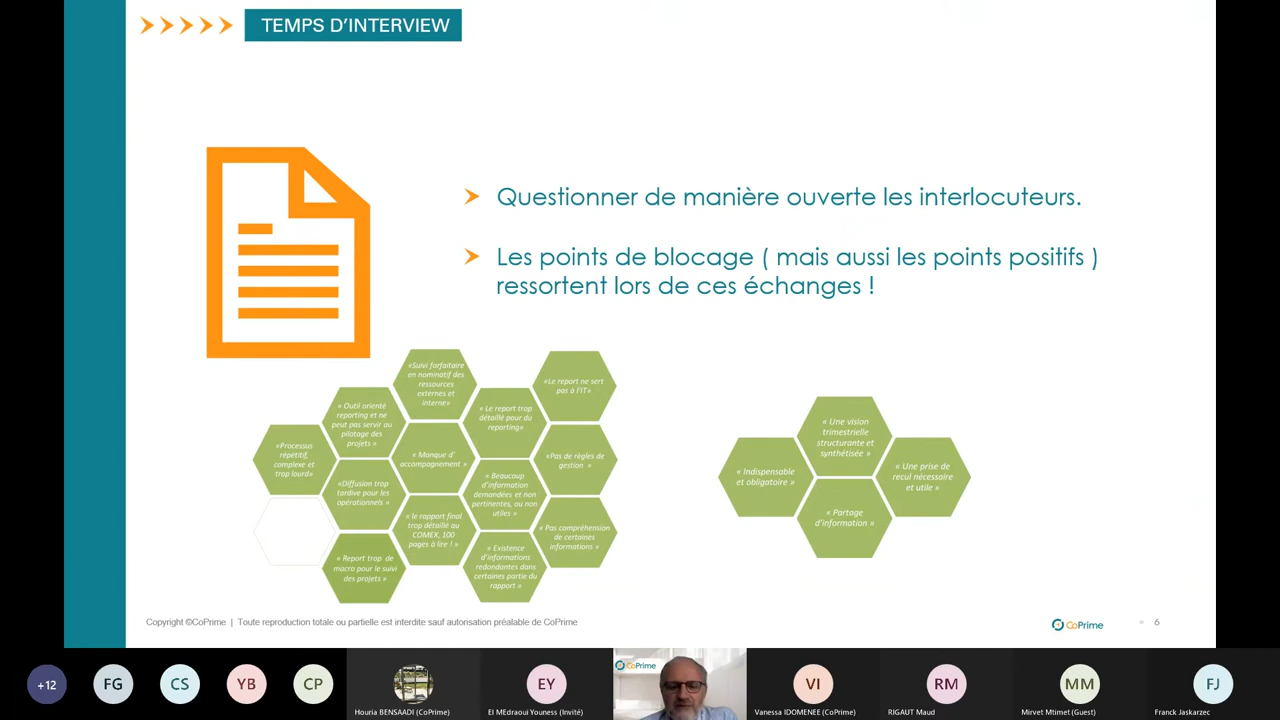 TEMPS D'INTERVIEW
Questionner de manière ouverte les interlocuteurs.
Les points de blocage ( mais aussi les points positifs )
ressortent lors de ces échanges !
«Processus
répétitif,
complexe et
trop lourd»
« Outil orienté
reporting et ne
peut pas servir au
pilotage des
projets »
«Diffusion trop
tardive pour les
opérationnels »
« Report trop de
macro pour le suivi
des projets »
«Suivi forfaitaire
en nominatif des
ressources
externes et
interne»
« Manque d'
accompagnement »
« le rapport final
trop détaillé au
COMEX, 100
pages à lire ! »
« Le report trop
détaillé pour du
reporting»
« Beaucoup
d'information
demandées et non
pertinentes, ou non
utiles »
« Existence
d'informations
redondantes dans
certaines partie du
rapport »
«Le report ne sert
pas à l'IT»
«Pas de règles de
gestion »
« Pas compréhension
de certaines
informations »
« Indispensable
et obligatoire »
« Une vision
trimestrielle
structurante et
synthétisée »
« Partage
d'information »
« Une prise de
recul nécessaire
et utile »
Copyright ©CoPrime | Toute reproduction totale ou partielle est interdite sauf autorisation préalable de CoPrime
CoPrime
6
+12
FG
CS
YB
CP
Houria BENSAADI (CoPrime)
EY
El MEdraoui Youness (Invité)
CoPrime
VI
Vanessa IDOMENEE (CoPrime)
RM
RIGAUT Maud
MM
Mirvet Mtimet (Guest)
FJ
Franck Jaskarzec